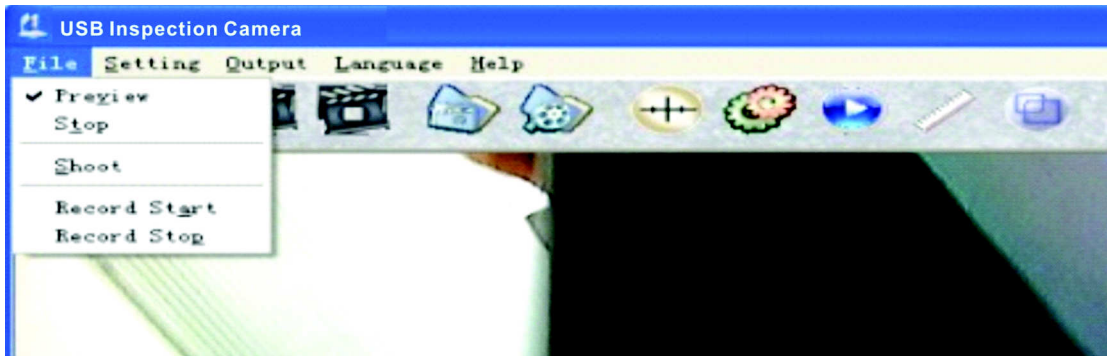 USB Inspection Camera
File Setting Output Language Help
Preview
Stop
Shoot
Record Start
Record Stop